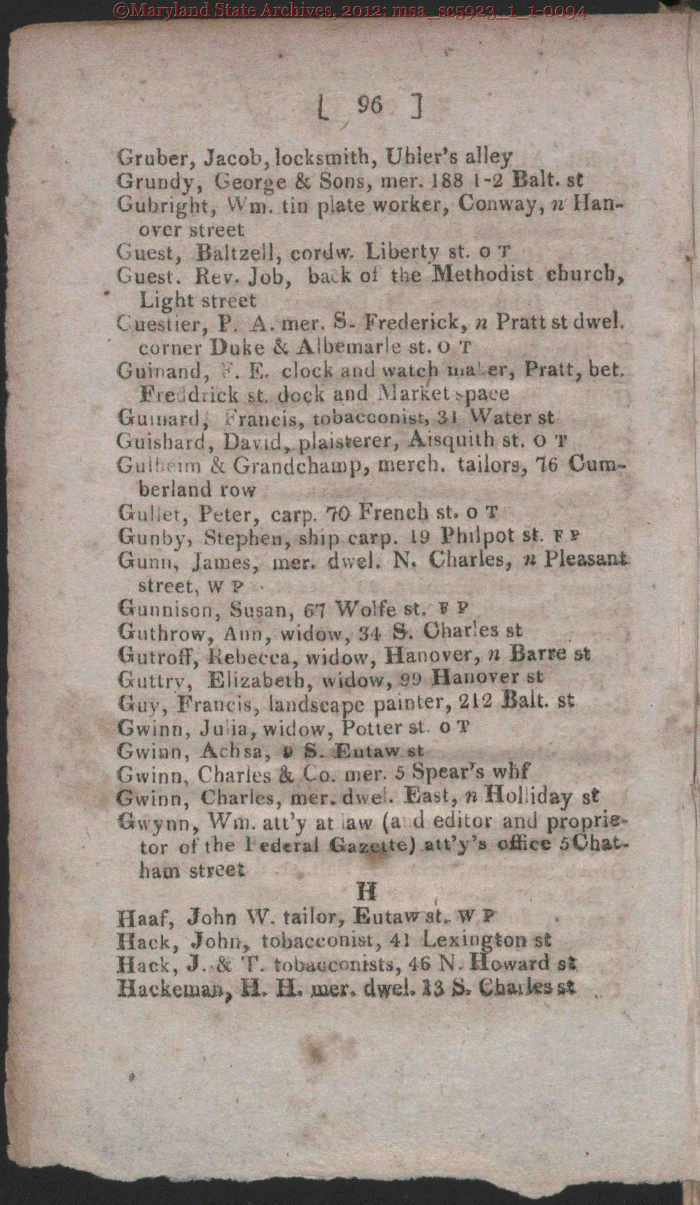 ©Maryland State Archives, 2012: msa_sc5923_1_1-0094
[ 96 ]
Gruber, Jacob, locksmith, Uhler's alley
Grundy, George & Sons, mer. 188 1-2 Balt. st
Gubright, Wm. tin plate worker, Conway, n Han-
over street
Guest, Baltzell, cordw. Liberty st. O T
Guest. Rev. Job, back of the Methodist church,
Light street
Guestier, P. A. mer. S. Frederick, n Pratt st dwel.
corner Duke & Albemarle st. O T
Guinand, F. E. clock and watch maker, Pratt, bet.
Freddrick st. dock and Market space
Guinard, Francis, tobacconist, 31 Water st
Guishard, David, plaisterer, Aisquith st. O T
Gulheim & Grandchamp, merch. tailors, 76 Cum-
berland row
Gullet, Peter, carp. 70 French st. O T
Gunby, Stephen, ship carp. 19 Philpot st. F P
Gunn, James, mer. dwel. N. Charles, n Pleasant
street, W P
Gunnison, Susan, 67 Wolfe st. F P
Guthrow, Ann, widow, 34 S. Charles st
Gutroff, Rebecca, widow, Hanover, n Barre st
Guttry, Elizabeth, widow, 99 Hanover st
Guy, Francis, landscape painter, 212 Balt. st
Gwinn, Julia, widow, Potter st. O T
Gwinn, Achsa, S. Eutaw st
Gwinn, Charles & Co. mer. 5 Spear's whf
Gwinn, Charles, mer. dwel. East, n Holliday st
Gwynn, Wm. att'y at law (and editor and proprie-
tor of the Federal Gazette) att'y's office 5 Chat-
ham street
H
Haaf, John W. tailor, Eutaw st. W P
Hack, John, tobacconist, 41 Lexington st
Hack, J. & T. tobacconists, 46 N. Howard st
Hackeman, H. H. mer. dwel. 13 S. Charles st